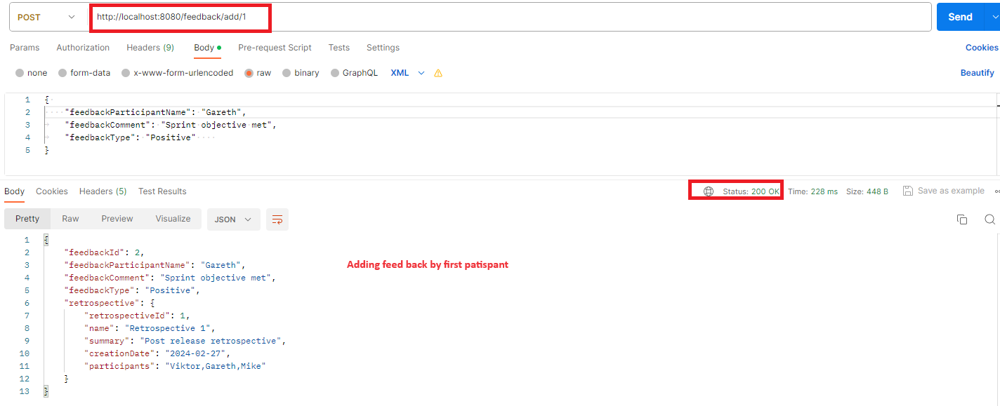 POST http://localhost:8080/feedback/add/1 Send
Params Authorization Headers (9) Body Pre-request Script Tests Settings Cookies
none form-data x-www-form-urlencoded raw binary GraphQL XML Beautify
1 {
2 "feedbackParticipantName": "Gareth",
3 "feedbackComment": "Sprint objective met",
4 "feedbackType": "Positive"
5 }
Body Cookies Headers (5) Test Results Status: 200 OK Time: 228 ms Size: 448 B Save as example
Pretty Raw Preview Visualize JSON
1 {
2 "feedbackId": 2,
3 "feedbackParticipantName": "Gareth",
4 "feedbackComment": "Sprint objective met",
5 "feedbackType": "Positive",
6 "retrospective": {
7 "retrospectiveId": 1,
8 "name": "Retrospective 1",
9 "summary": "Post release retrospective",
10 "creationDate": "2024-02-27",
11 "participants": "Viktor,Gareth,Mike"
12 }
13 }
Adding feed back by first patispant